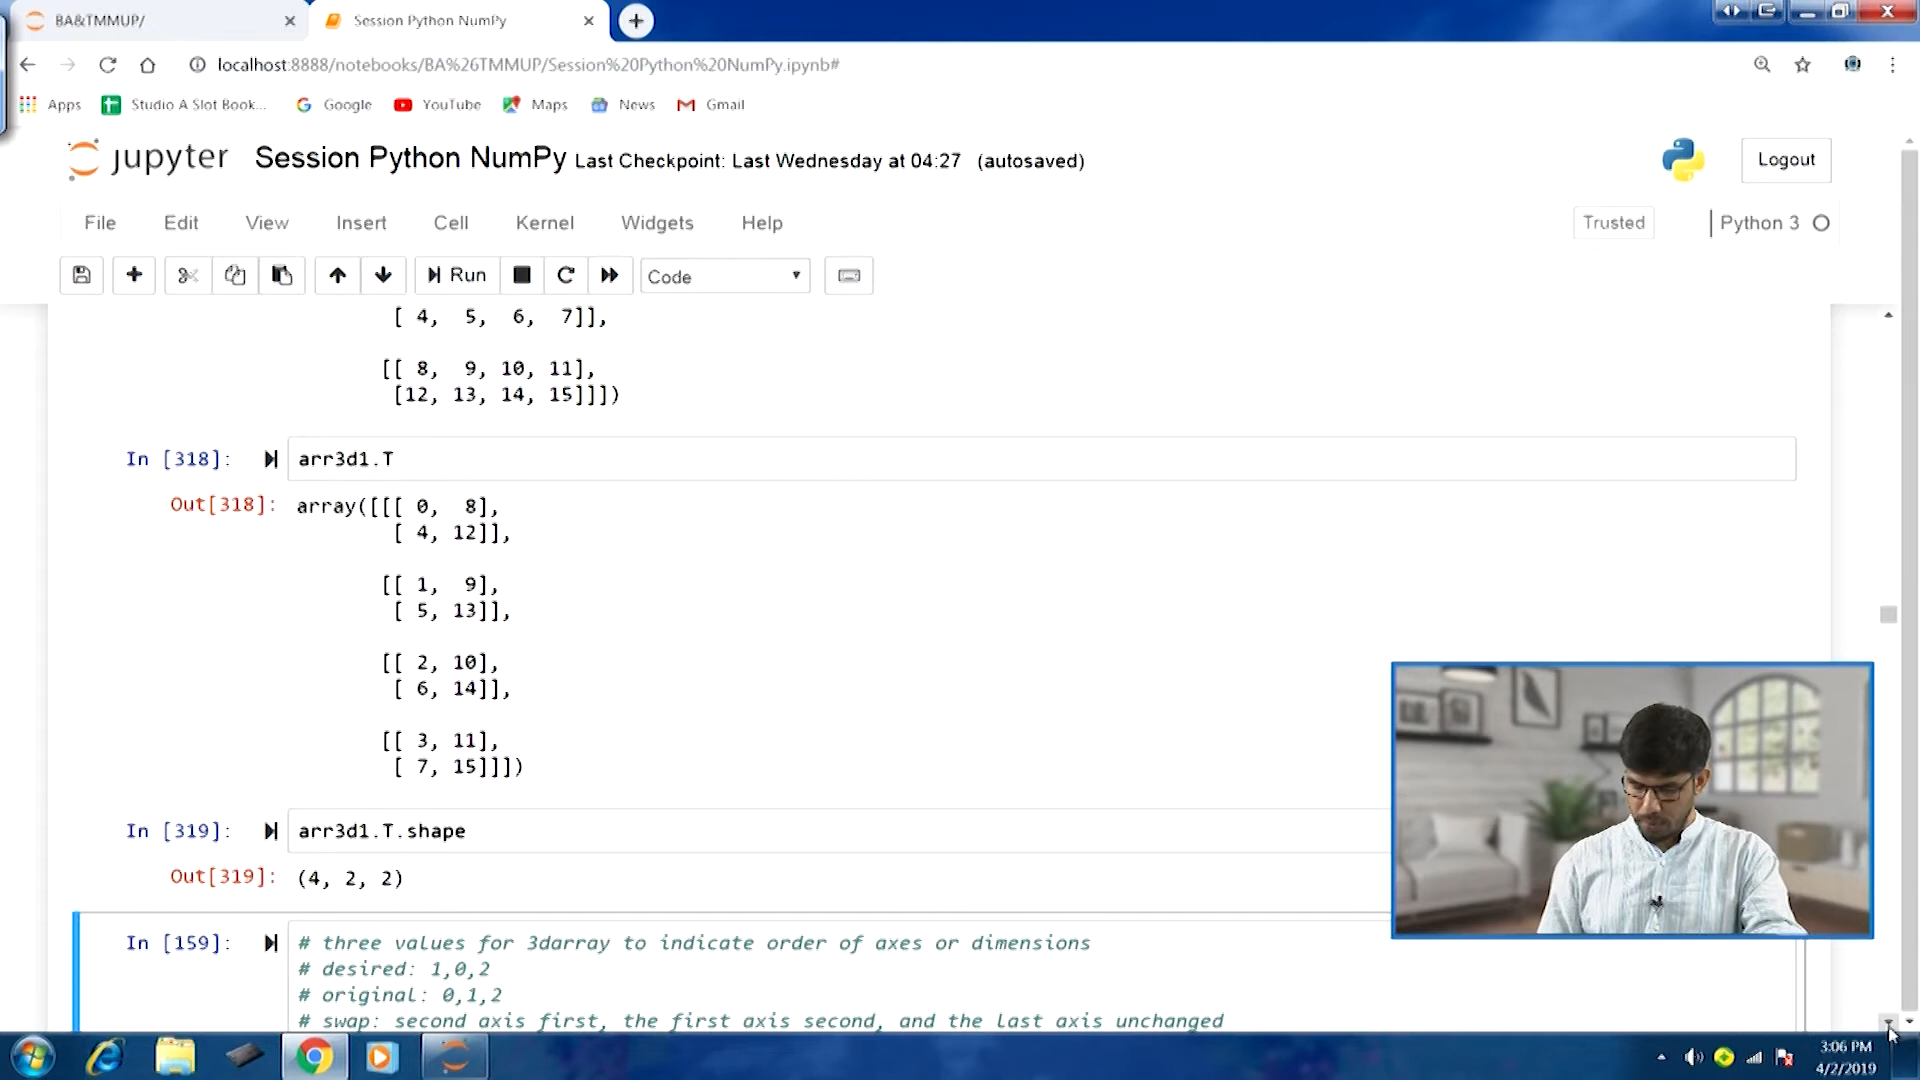 BA&TMMUP/
Session Python NumPy
localhost:8888/notebooks/BA%26TMMUP/Session%20Python%20NumPy.ipynb#
Apps Studio A Slot Book... Google YouTube Maps News Gmail
jupyter Session Python NumPy Last Checkpoint: Last Wednesday at 04:27 (autosaved)
Logout
File Edit View Insert Cell Kernel Widgets Help
Trusted Python 3
Run Code
[ 4, 5, 6, 7]],
[[ 8, 9, 10, 11],
[12, 13, 14, 15]]])
In [318]: arr3d1.T
Out[318]: array([[[ 0, 8],
[ 4, 12]],
[[ 1, 9],
[ 5, 13]],
[[ 2, 10],
[ 6, 14]],
[[ 3, 11],
[ 7, 15]]])
In [319]: arr3d1.T.shape
Out[319]: (4, 2, 2)
In [159]: # three values for 3darray to indicate order of axes or dimensions
# desired: 1,0,2
# original: 0,1,2
# swap: second axis first, the first axis second, and the last axis unchanged
3:06 PM
4/2/2019